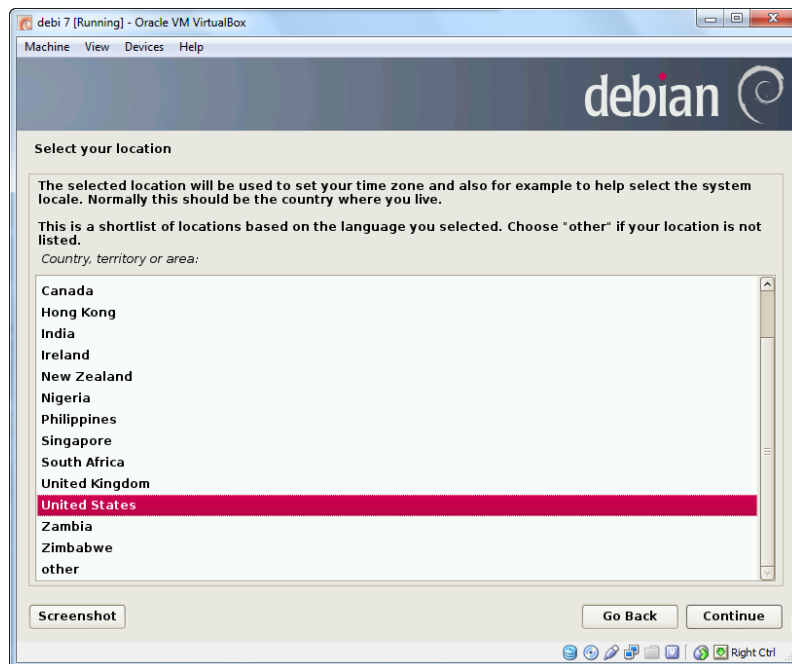 debi 7 [Running] - Oracle VM VirtualBox
Machine View Devices Help
debian
Select your location
The selected location will be used to set your time zone and also for example to help select the system
locale. Normally this should be the country where you live.
This is a shortlist of locations based on the language you selected. Choose "other" if your location is not
listed.
Country, territory or area:
Canada
Hong Kong
India
Ireland
New Zealand
Nigeria
Philippines
Singapore
South Africa
United Kingdom
United States
Zambia
Zimbabwe
other
Screenshot Go Back Continue
Right Ctrl